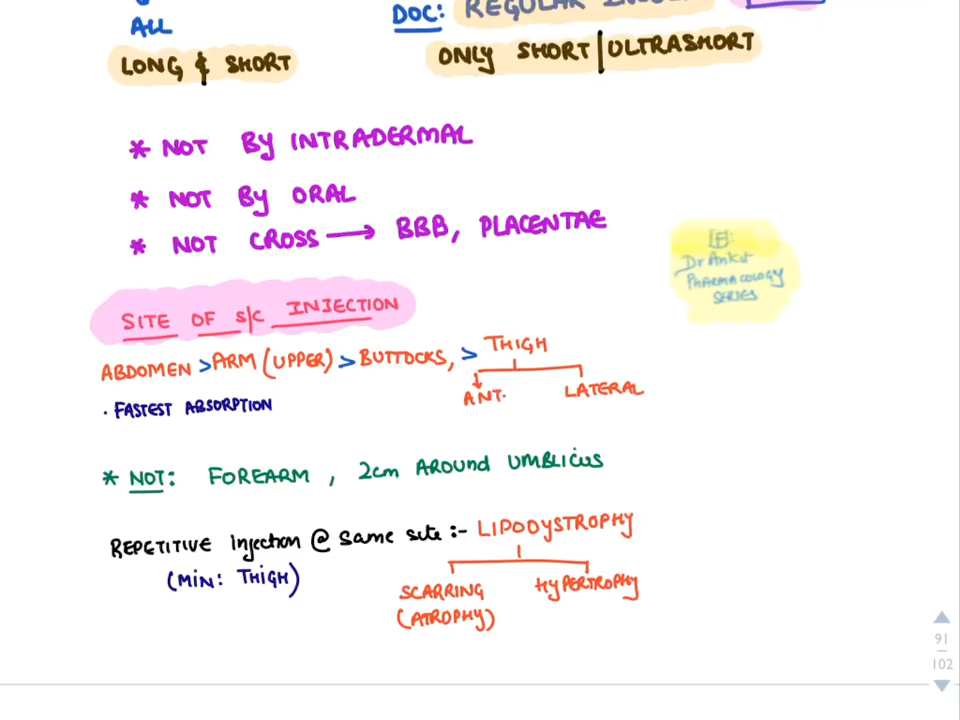 ALL
DOC: REGULAR
LONG & SHORT
ONLY SHORT | ULTRASHORT
* NOT By INTRADERMAL
* NOT By ORAL
* NOT CROSS → BBB, PLACENTAE
Dr Ankit
PHARMACOLOGY
SERIES
SITE OF s/c INJECTION
ABDOMEN > ARM (UPPER) > BUTTOCKS, > THIGH
ANT. LATERAL
. FASTEST ABSORPTION
* NOT: FOREARM , 2cm AROUND UMBLICUS
REPETITIVE injection @ same site :- LIPODYSTROPHY
(MIN: THIGH)
SCARRING HYPERTROPHY
(ATROPHY)
91
102